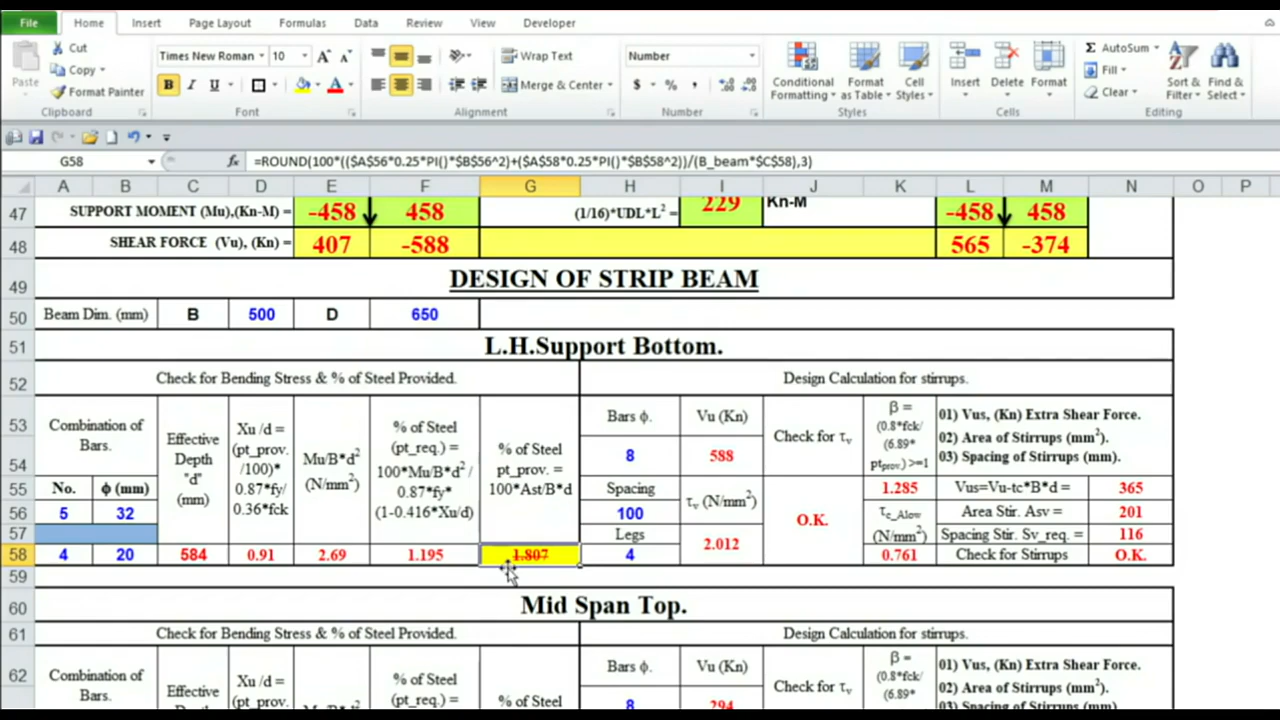 File Home Insert Page Layout Formulas Data Review View Developer
Cut Times New Roman 10 Wrap Text Number AutoSum
Paste Copy Merge & Center Conditional Formatting Format as Table Cell Styles Insert Delete Format Fill Sort & Filter Find & Select
Format Painter B I U $ % , Clear
Clipboard Font Alignment Number Styles Cells Editing
G58 fx =ROUND(100*(($A$56*0.25*PI()*$B$56^2)+($A$58*0.25*PI()*$B$58^2))/(B_beam*$C$58),3)
A B C D E F G H I J K L M N O P
47 SUPPORT MOMENT (Mu),(Kn-M) = -458 458 (1/16)*UDL*L² = 229 Kn-M -458 458
48 SHEAR FORCE (Vu), (Kn) = 407 -588 565 -374
49 DESIGN OF STRIP BEAM
50 Beam Dim. (mm) B 500 D 650
51 L.H.Support Bottom.
52 Check for Bending Stress & % of Steel Provided. Design Calculation for stirrups.
53 Combination of Bars. Effective Depth "d" (mm) Xu /d = (pt_prov. /100)* 0.87*fy/ 0.36*fck Mu/B*d² (N/mm²) % of Steel (pt_req.) = 100*Mu/B*d² / 0.87*fy* (1-0.416*Xu/d) % of Steel pt_prov. = 100*Ast/B*d Bars ϕ. Vu (Kn) Check for τv β = (0.8*fck/ (6.89* ptprov) >=1 01) Vus, (Kn) Extra Shear Force.
02) Area of Stirrups (mm²).
03) Spacing of Stirrups (mm).
54 8 588
55 No. ϕ (mm) Spacing τv (N/mm²) O.K. 1.285 Vus=Vu-tc*B*d = 365
56 5 32 100 τc_Alow (N/mm²) Area Stir. Asv = 201
57 Legs 2.012 Spacing Stir. Sv_req. = 116
58 4 20 584 0.91 2.69 1.195 1.807 4 0.761 Check for Stirrups O.K.
59
60 Mid Span Top.
61 Check for Bending Stress & % of Steel Provided. Design Calculation for stirrups.
62 Combination of Bars. Effective Xu /d = (pt_prov. % of Steel (pt_req.) = % of Steel Bars ϕ. Vu (Kn) Check for τv β = (0.8*fck/ (6.89* 01) Vus, (Kn) Extra Shear Force.
02) Area of Stirrups (mm²).
8 294 03) Spacing of Stirrups (mm).